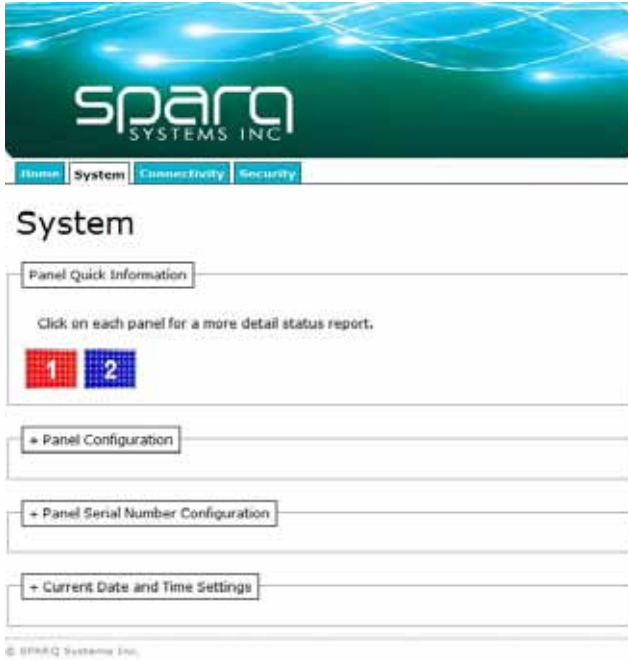 sparq
SYSTEMS INC
Home System Connectivity Security
System
Panel Quick Information
Click on each panel for a more detail status report.
1 2
+ Panel Configuration
+ Panel Serial Number Configuration
+ Current Date and Time Settings
© SPARQ Systems Inc.